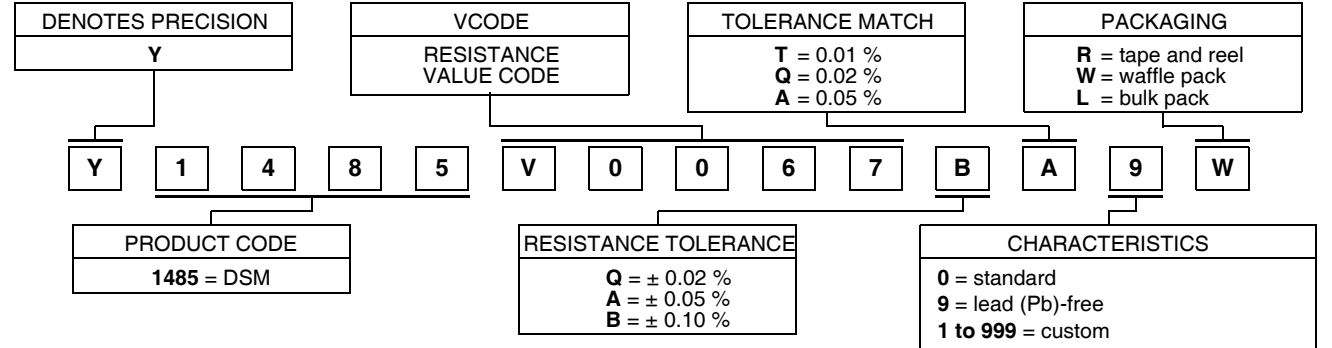 DENOTES PRECISION
Y
VCODE
RESISTANCE
VALUE CODE
TOLERANCE MATCH
T = 0.01 %
Q = 0.02 %
A = 0.05 %
PACKAGING
R = tape and reel
W = waffle pack
L = bulk pack
Y 1 4 8 5 V 0 0 6 7 B A 9 W
PRODUCT CODE
1485 = DSM
RESISTANCE TOLERANCE
Q = ± 0.02 %
A = ± 0.05 %
B = ± 0.10 %
CHARACTERISTICS
0 = standard
9 = lead (Pb)-free
1 to 999 = custom